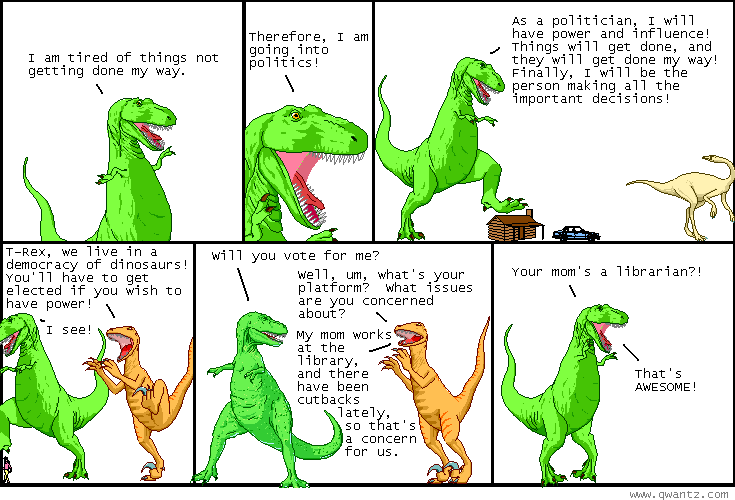 I am tired of things not
getting done my way.
Therefore, I am
going into
politics!
As a politician, I will
have power and influence!
Things will get done, and
they will get done my way!
Finally, I will be the
person making all the
important decisions!
T-Rex, we live in a
democracy of dinosaurs!
You'll have to get
elected if you wish to
have power!
I see!
Will you vote for me?
Well, um, what's your
platform? What issues
are you concerned
about?
My mom works
at the
library,
and there
have been
cutbacks
lately,
so that's
a concern
for us.
Your mom's a librarian?!
That's
AWESOME!
www.qwantz.com